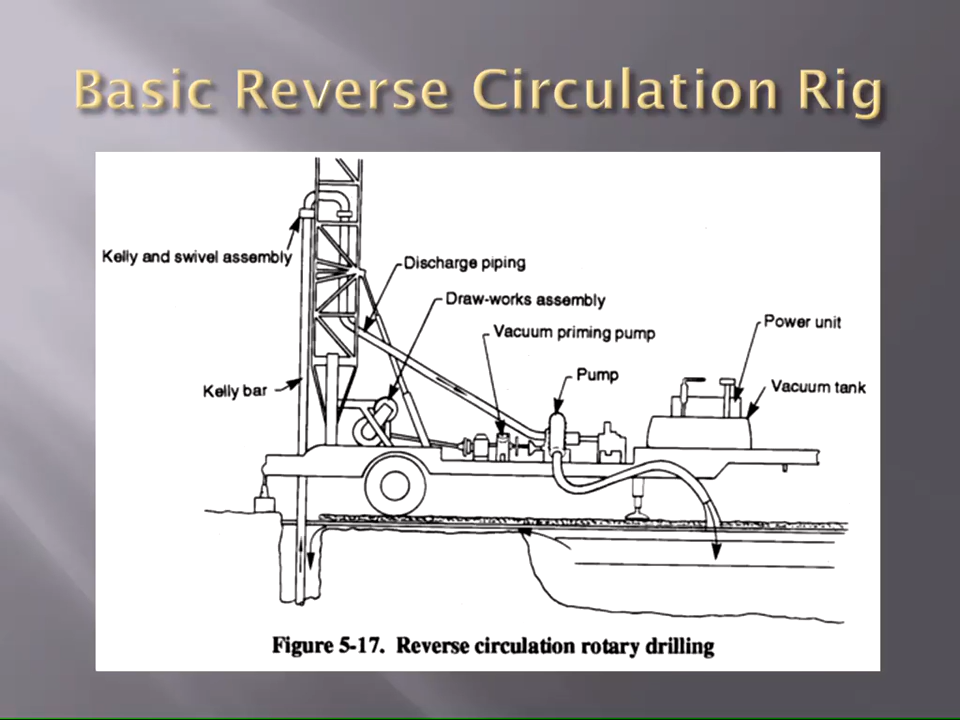 Basic Reverse Circulation Rig
Kelly and swivel assembly
Discharge piping
Draw-works assembly
Vacuum priming pump
Power unit
Pump
Vacuum tank
Kelly bar
Figure 5-17. Reverse circulation rotary drilling